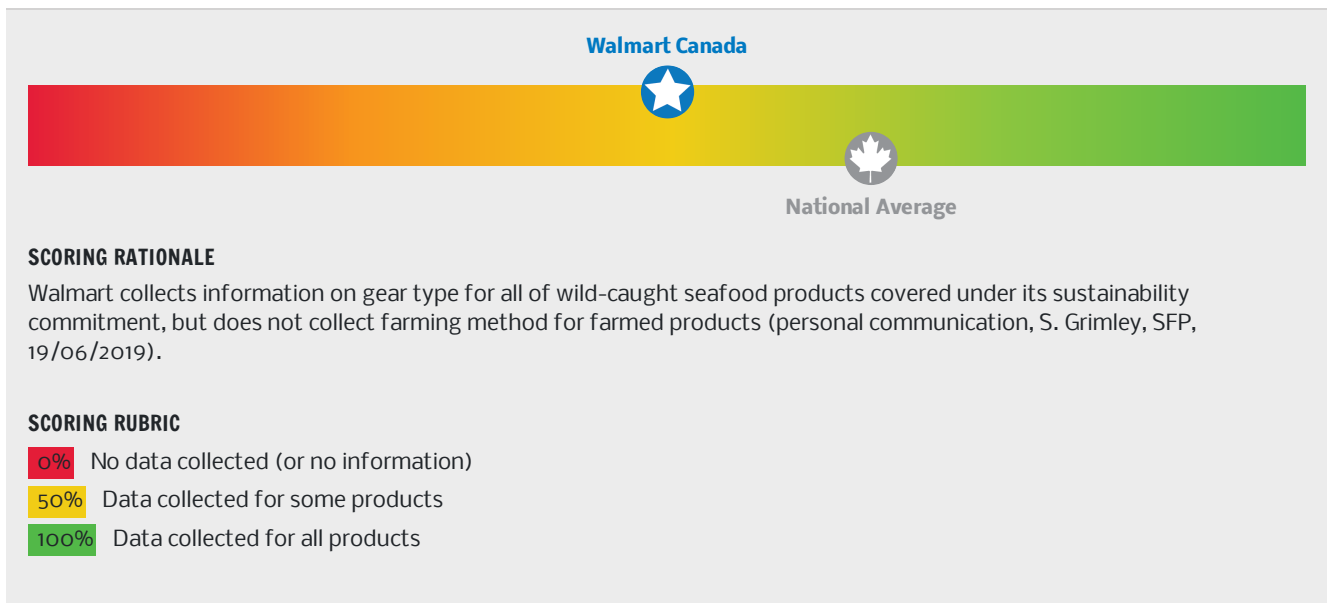 Walmart Canada
National Average
SCORING RATIONALE
Walmart collects information on gear type for all of wild-caught seafood products covered under its sustainability
commitment, but does not collect farming method for farmed products (personal communication, S. Grimley, SFP,
19/06/2019).
SCORING RUBRIC
0% No data collected (or no information)
50% Data collected for some products
100% Data collected for all products